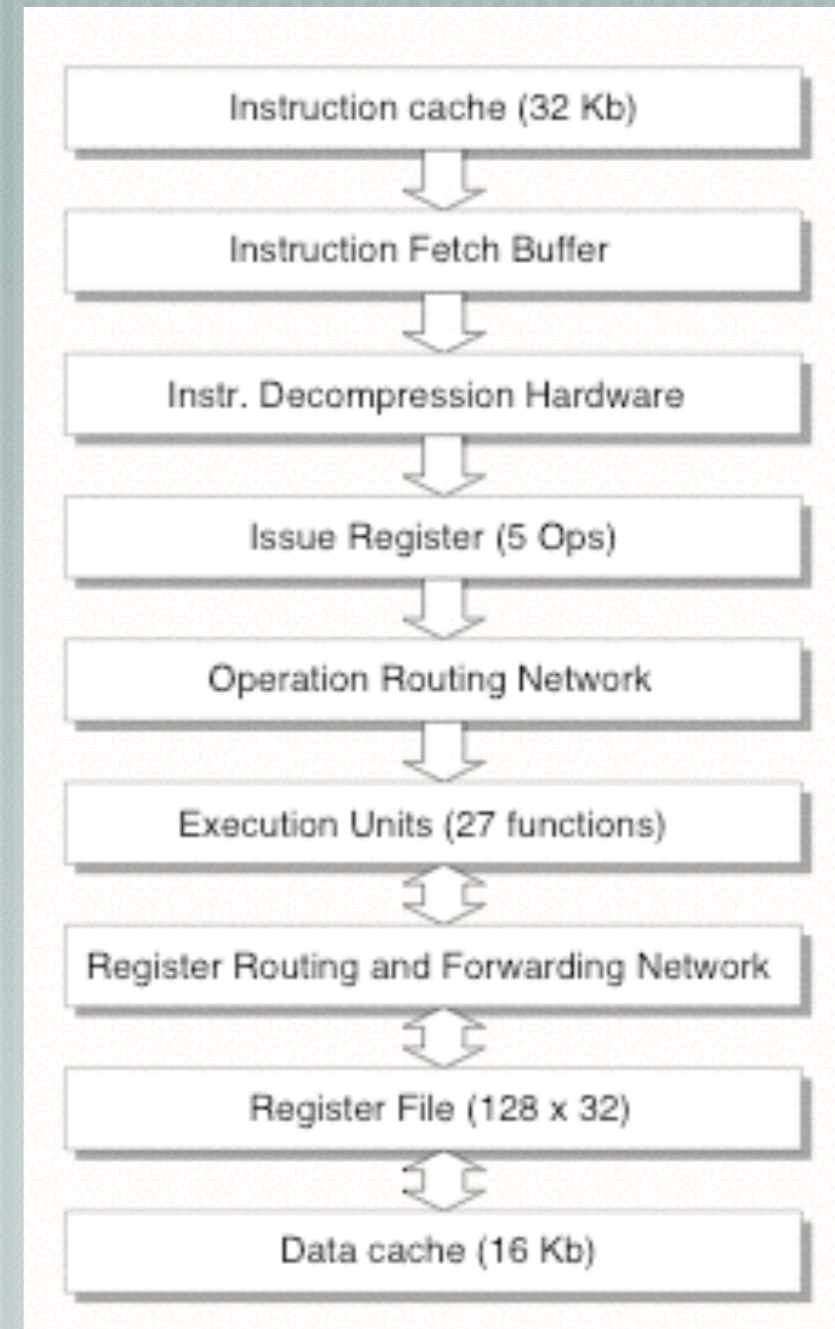 Instruction cache (32 Kb)
Instruction Fetch Buffer
Instr. Decompression Hardware
Issue Register (5 Ops)
Operation Routing Network
Execution Units (27 functions)
Register Routing and Forwarding Network
Register File (128 x 32)
Data cache (16 Kb)